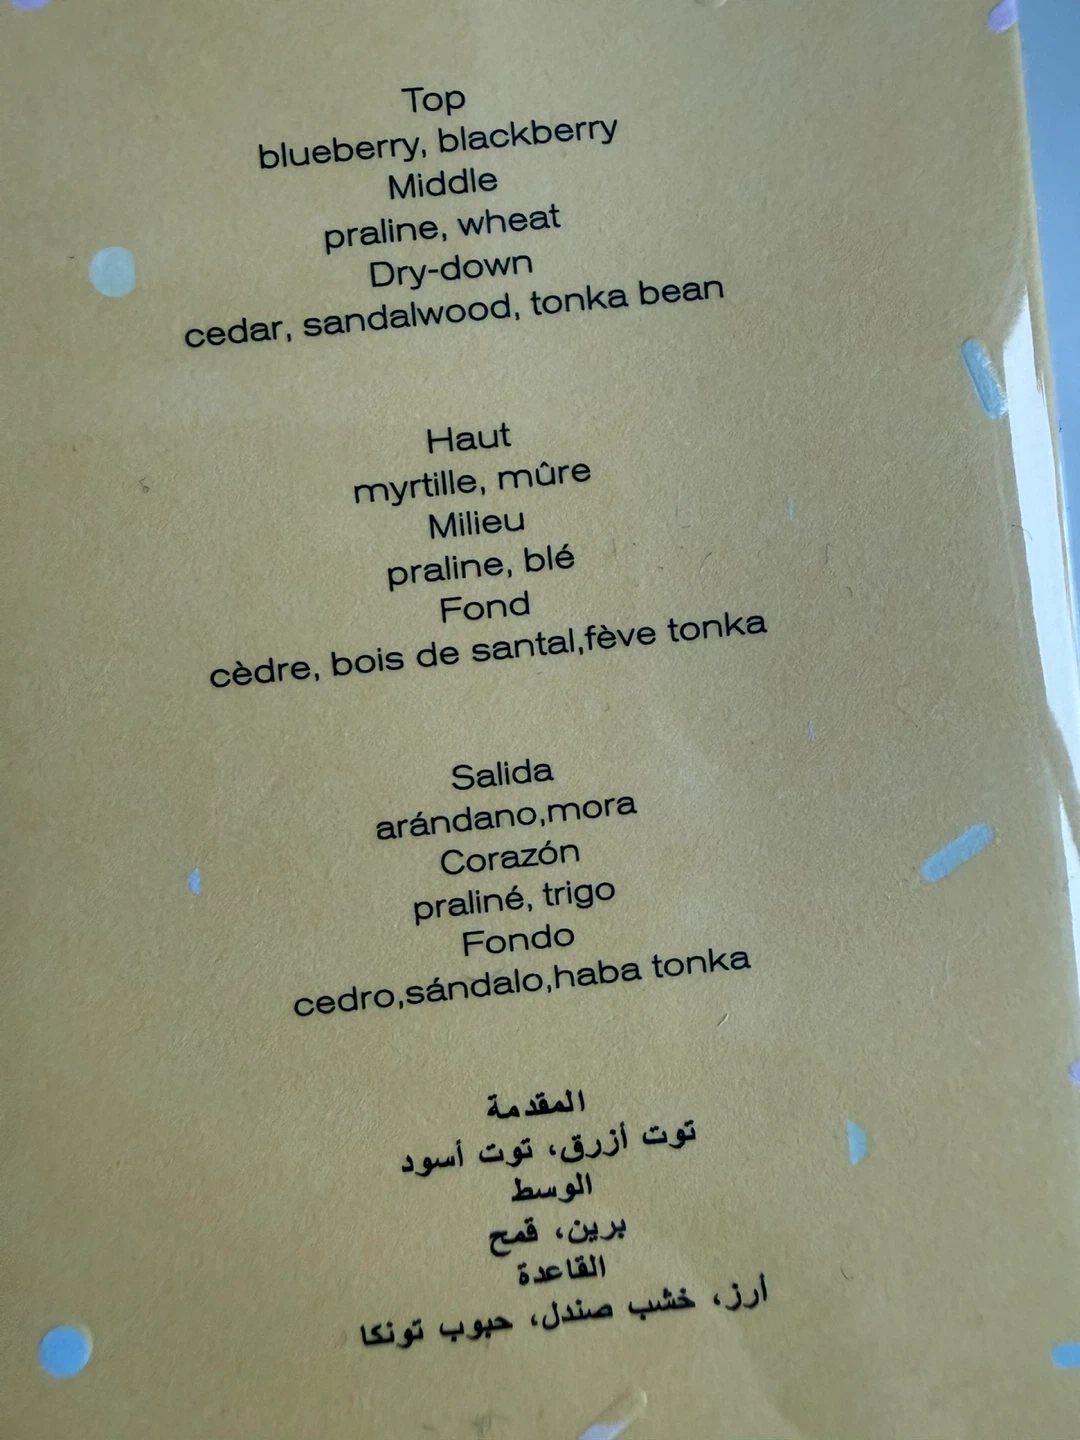 Top
blueberry, blackberry
Middle
praline, wheat
Dry-down
cedar, sandalwood, tonka bean
Haut
myrtille, mûre
Milieu
praline, blé
Fond
cèdre, bois de santal,fève tonka
Salida
arándano,mora
Corazón
praliné, trigo
Fondo
cedro,sándalo,haba tonka
المقدمة
توت أزرق، توت أسود
الوسط
برين، قمح
القاعدة
أرز، خشب صندل، حبوب تونكا